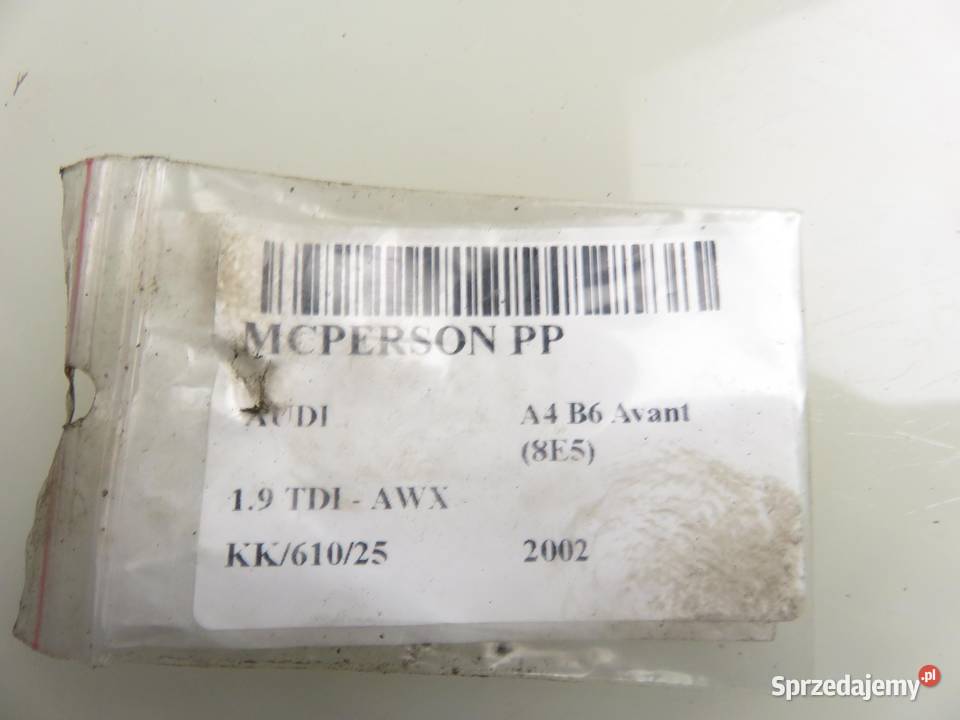 MCPERSON PP
AUDI A4 B6 Avant
(8E5)
1.9 TDI - AWX
KK/610/25 2002
Sprzedajemy.pl